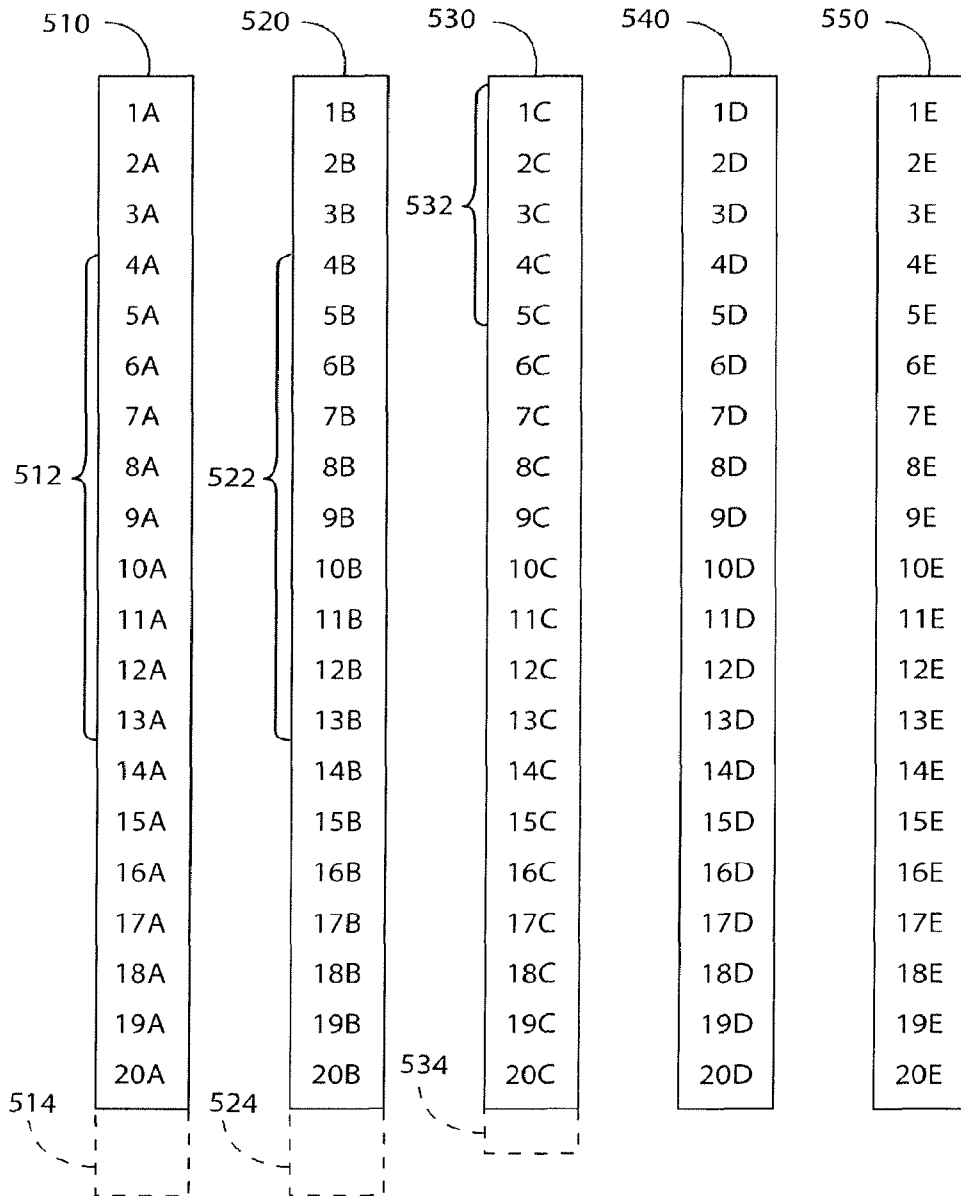 510 520 530 540 550
1A 1B 1C 1D 1E
2A 2B 2C 2D 2E
3A 3B 532 3C 3D 3E
4A 4B 4C 4D 4E
5A 5B 5C 5D 5E
6A 6B 6C 6D 6E
7A 7B 7C 7D 7E
512 8A 522 8B 8C 8D 8E
9A 9B 9C 9D 9E
10A 10B 10C 10D 10E
11A 11B 11C 11D 11E
12A 12B 12C 12D 12E
13A 13B 13C 13D 13E
14A 14B 14C 14D 14E
15A 15B 15C 15D 15E
16A 16B 16C 16D 16E
17A 17B 17C 17D 17E
18A 18B 18C 18D 18E
19A 19B 19C 19D 19E
20A 20B 534 20C 20D 20E
514 524